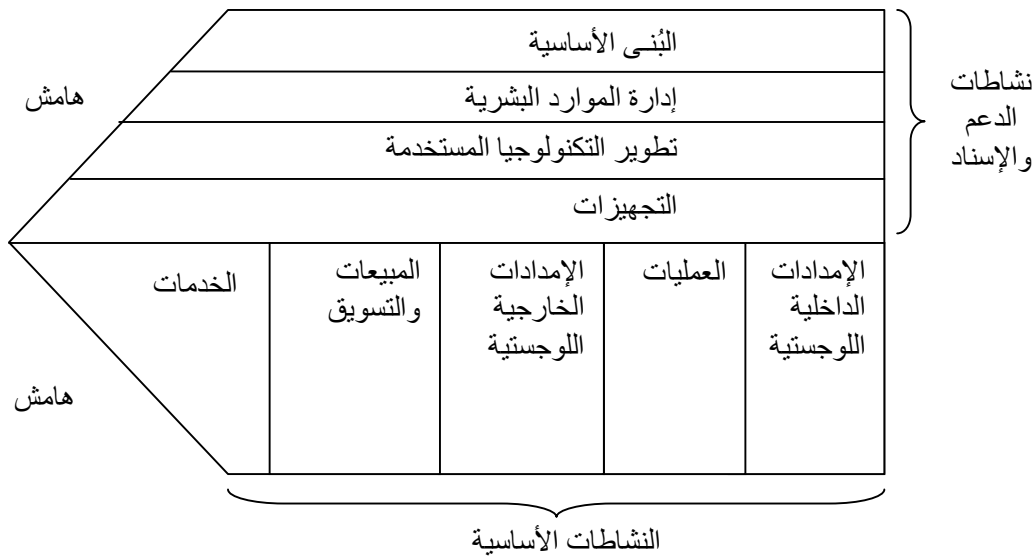 البُنــى الأساسية
إدارة الموارد البشرية
تطوير التكنولوجيا المستخدمة
التجهيزات
نشاطات
الدعم
والإسناد
هامش
الإمدادات
الداخلية
اللوجستية
العمليات
الإمدادات
الخارجية
اللوجستية
المبيعات
والتسويق
الخدمات
هامش
النشاطات الأساسية